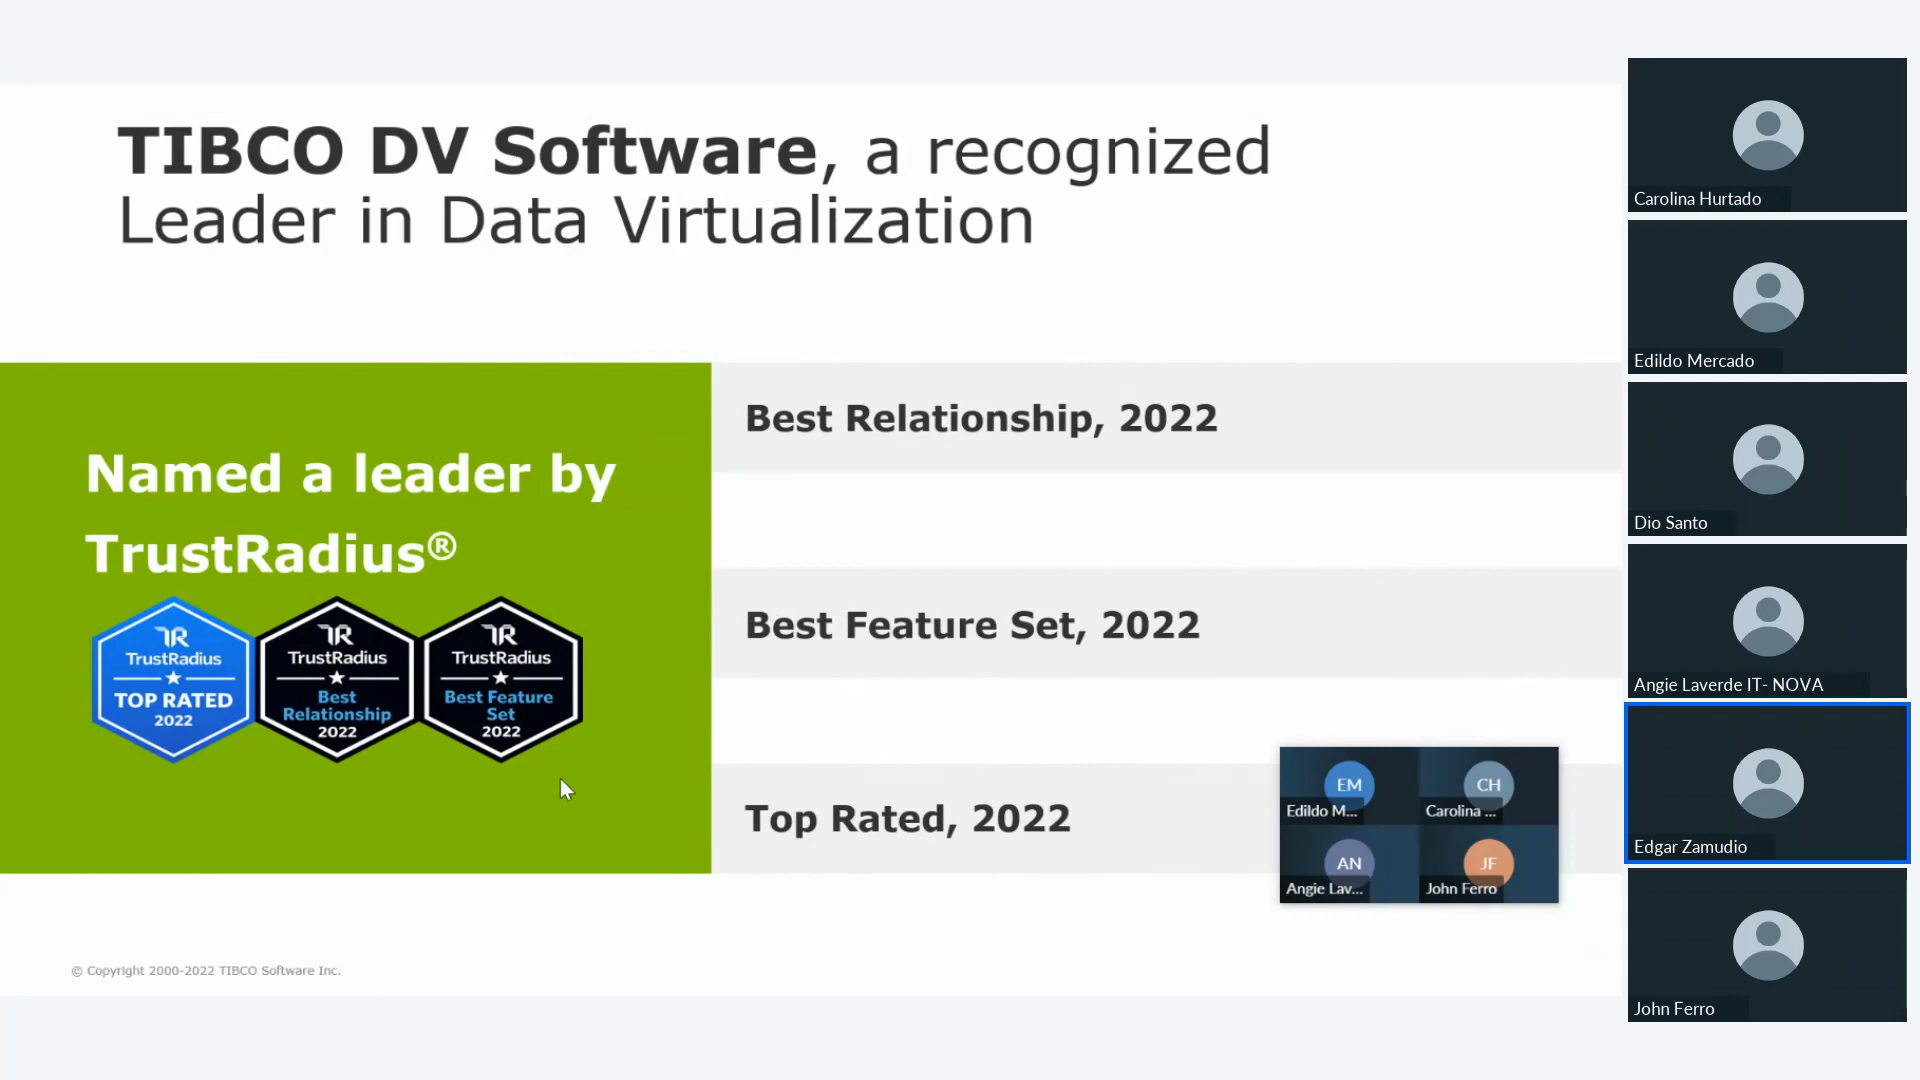 TIBCO DV Software, a recognized
Leader in Data Virtualization
Named a leader by
TrustRadius®
TR
TrustRadius
TOP RATED
2022
TR
TrustRadius
Best
Relationship
2022
TR
TrustRadius
Best Feature
Set
2022
Best Relationship, 2022
Best Feature Set, 2022
Top Rated, 2022
EM
Edildo M...
CH
Carolina ...
AN
Angie Lav...
JF
John Ferro
© Copyright 2000-2022 TIBCO Software Inc.
Carolina Hurtado
Edildo Mercado
Dio Santo
Angie Laverde IT- NOVA
Edgar Zamudio
John Ferro